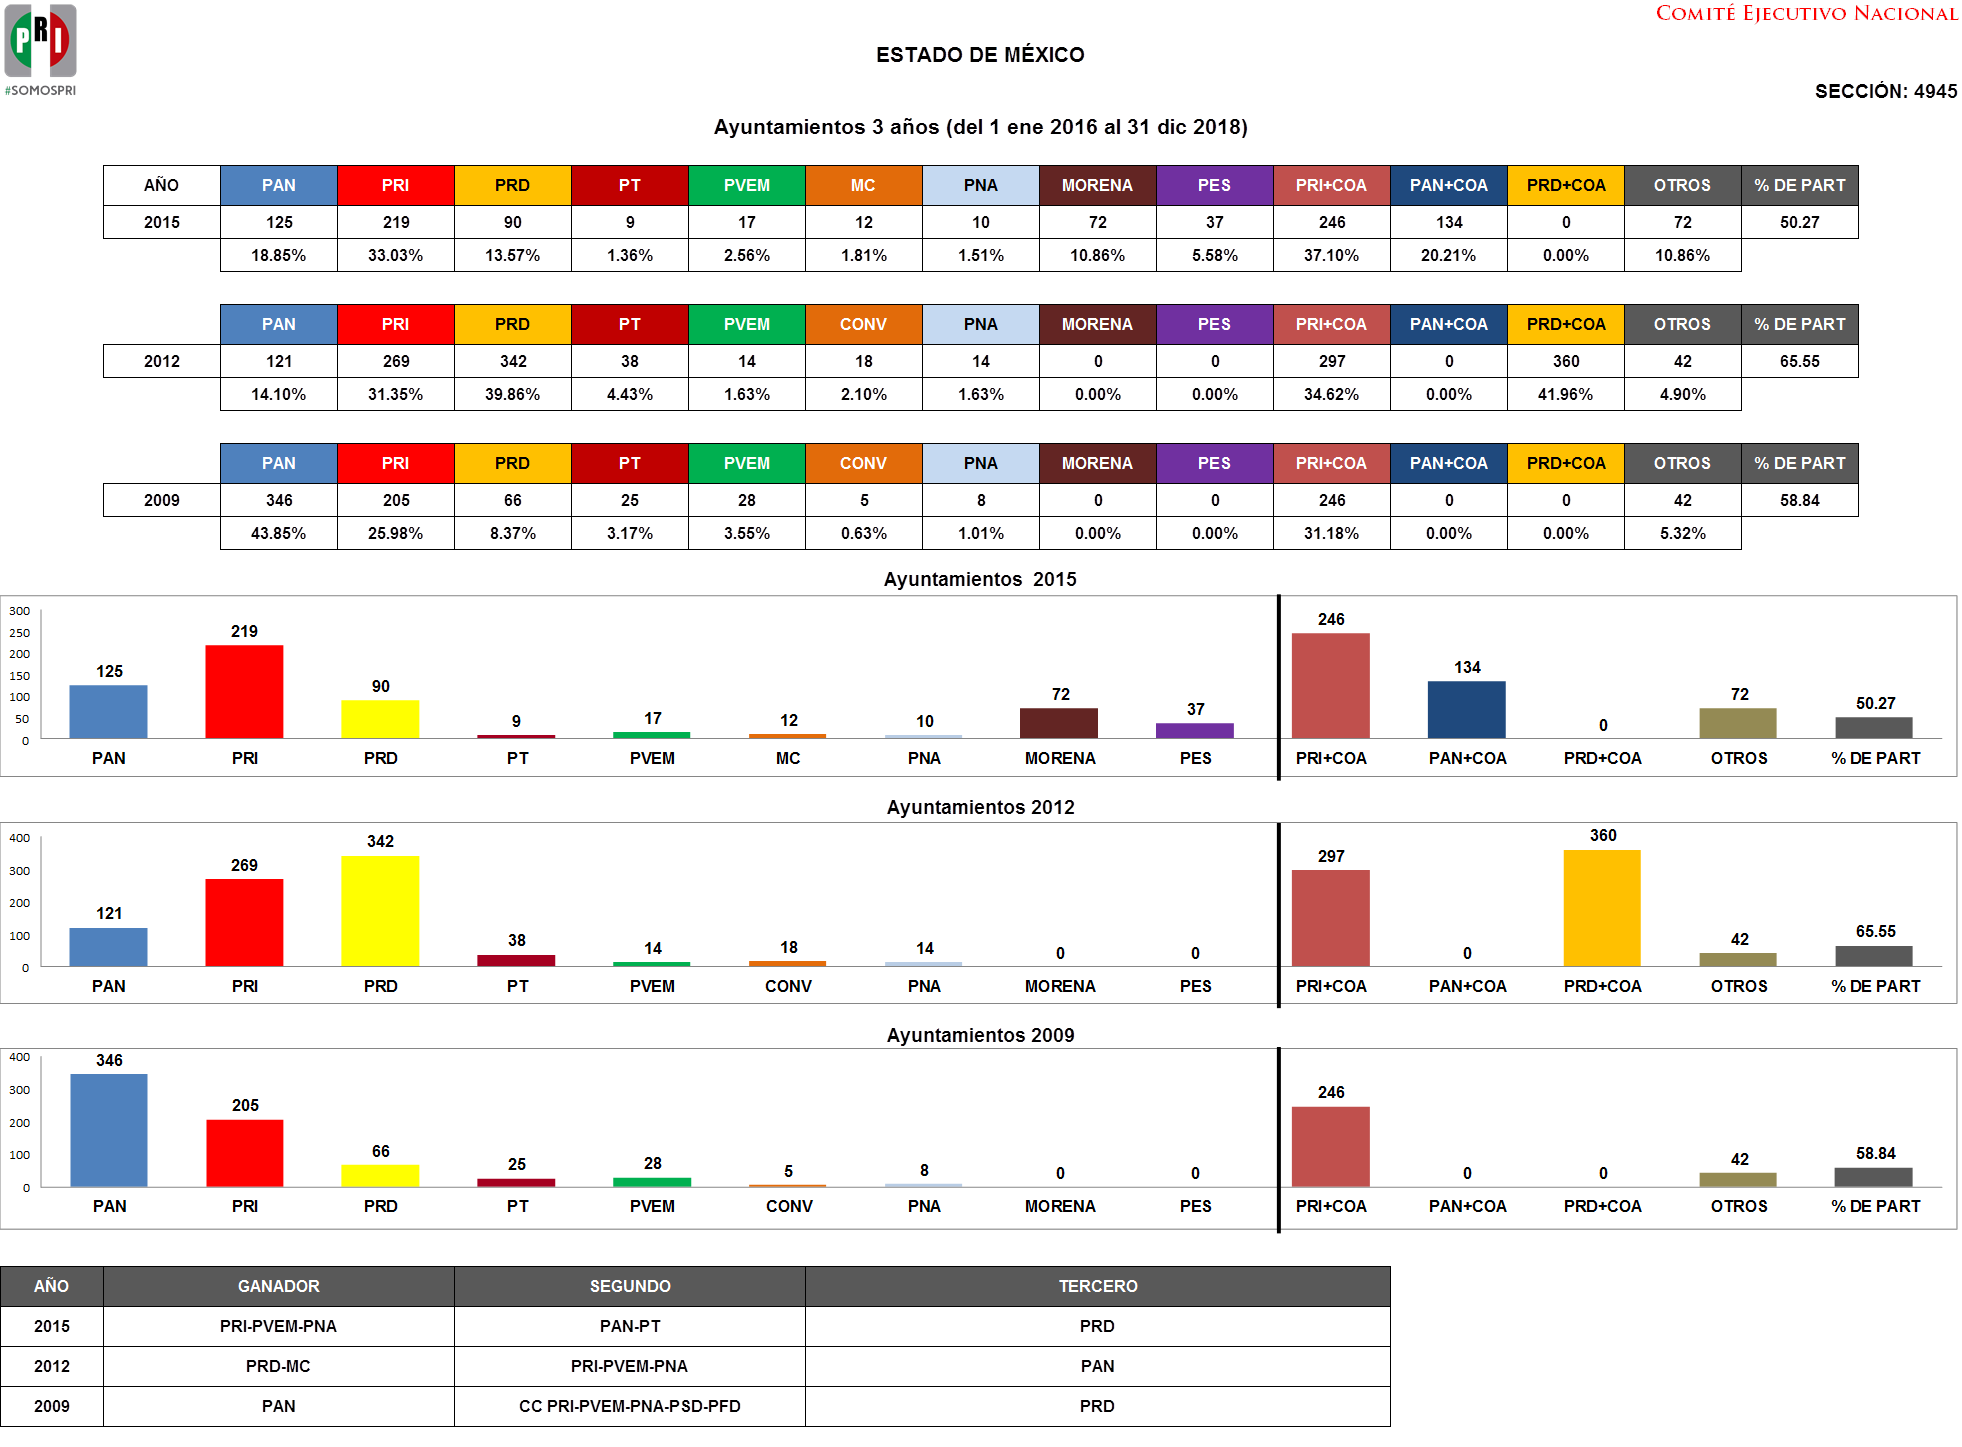 PRI
#SOMOSPRI
COMITÉ EJECUTIVO NACIONAL
ESTADO DE MÉXICO
SECCIÓN: 4945
Ayuntamientos 3 años (del 1 ene 2016 al 31 dic 2018)
AÑO PAN PRI PRD PT PVEM MC PNA MORENA PES PRI+COA PAN+COA PRD+COA OTROS % DE PART
2015 125 219 90 9 17 12 10 72 37 246 134 0 72 50.27
18.85% 33.03% 13.57% 1.36% 2.56% 1.81% 1.51% 10.86% 5.58% 37.10% 20.21% 0.00% 10.86%
PAN PRI PRD PT PVEM CONV PNA MORENA PES PRI+COA PAN+COA PRD+COA OTROS % DE PART
2012 121 269 342 38 14 18 14 0 0 297 0 360 42 65.55
14.10% 31.35% 39.86% 4.43% 1.63% 2.10% 1.63% 0.00% 0.00% 34.62% 0.00% 41.96% 4.90%
PAN PRI PRD PT PVEM CONV PNA MORENA PES PRI+COA PAN+COA PRD+COA OTROS % DE PART
2009 346 205 66 25 28 5 8 0 0 246 0 0 42 58.84
43.85% 25.98% 8.37% 3.17% 3.55% 0.63% 1.01% 0.00% 0.00% 31.18% 0.00% 0.00% 5.32%
Ayuntamientos 2015
300
250
200
150
100
50
0
125 219 90 9 17 12 10 72 37 246 134 0 72 50.27
PAN PRI PRD PT PVEM MC PNA MORENA PES PRI+COA PAN+COA PRD+COA OTROS % DE PART
Ayuntamientos 2012
400
300
200
100
0
121 269 342 38 14 18 14 0 0 297 0 360 42 65.55
PAN PRI PRD PT PVEM CONV PNA MORENA PES PRI+COA PAN+COA PRD+COA OTROS % DE PART
Ayuntamientos 2009
400
300
200
100
0
346 205 66 25 28 5 8 0 0 246 0 0 42 58.84
PAN PRI PRD PT PVEM CONV PNA MORENA PES PRI+COA PAN+COA PRD+COA OTROS % DE PART
AÑO GANADOR SEGUNDO TERCERO
2015 PRI-PVEM-PNA PAN-PT PRD
2012 PRD-MC PRI-PVEM-PNA PAN
2009 PAN CC PRI-PVEM-PNA-PSD-PFD PRD